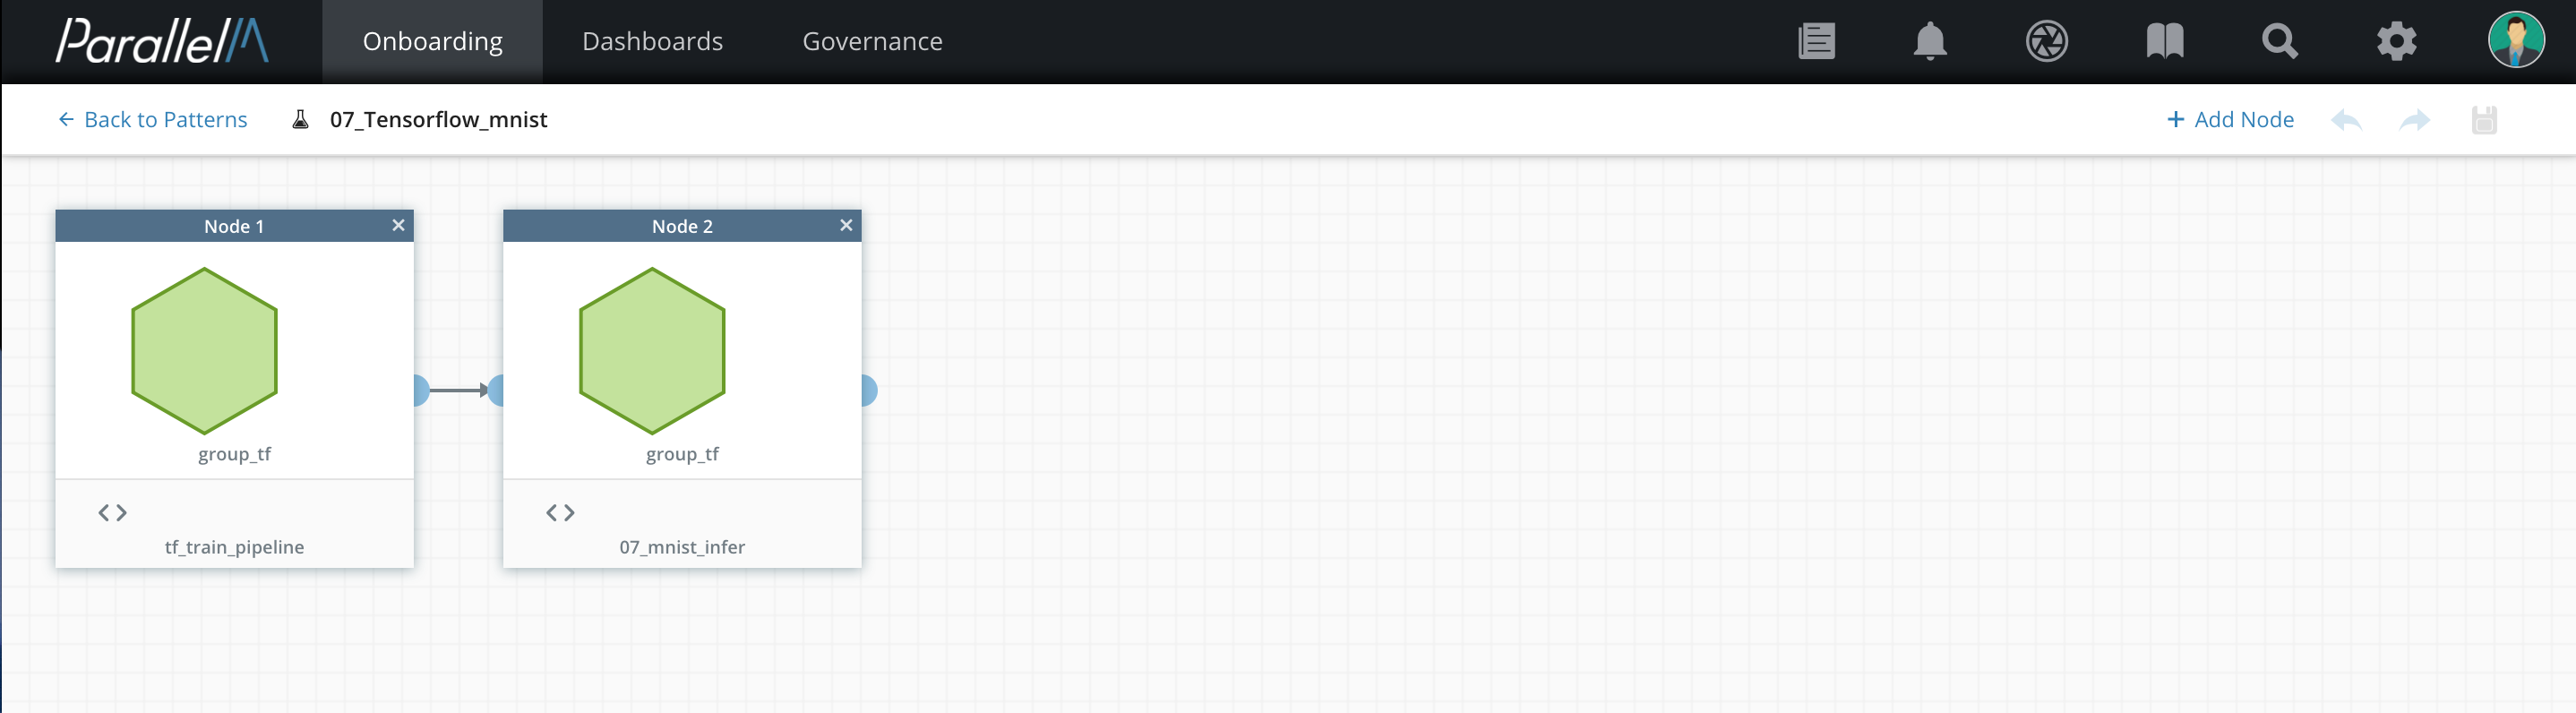 ParallelM
Onboarding
Dashboards
Governance
Back to Patterns
07_Tensorflow_mnist
+ Add Node
Node 1
group_tf
tf_train_pipeline
Node 2
group_tf
07_mnist_infer